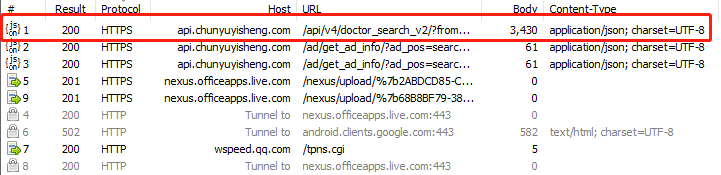 # Result Protocol Host URL Body Content-Type
1 200 HTTPS api.chunyuyisheng.com /api/v4/doctor_search_v2/?from... 3,430 application/json; charset=UTF-8
2 200 HTTPS api.chunyuyisheng.com /ad/get_ad_info/?ad_pos=searc... 61 application/json; charset=UTF-8
3 200 HTTPS api.chunyuyisheng.com /ad/get_ad_info/?ad_pos=searc... 61 application/json; charset=UTF-8
5 201 HTTPS nexus.officeapps.live.com /nexus/upload/%7b2ABDCD85-C... 0
9 201 HTTPS nexus.officeapps.live.com /nexus/upload/%7b68B8BF79-38... 0
4 200 HTTP Tunnel to nexus.officeapps.live.com:443 0
6 502 HTTP Tunnel to android.clients.google.com:443 582 text/html; charset=UTF-8
7 200 HTTP wspeed.qq.com /tpns.cgi 5
8 200 HTTP Tunnel to nexus.officeapps.live.com:443 0